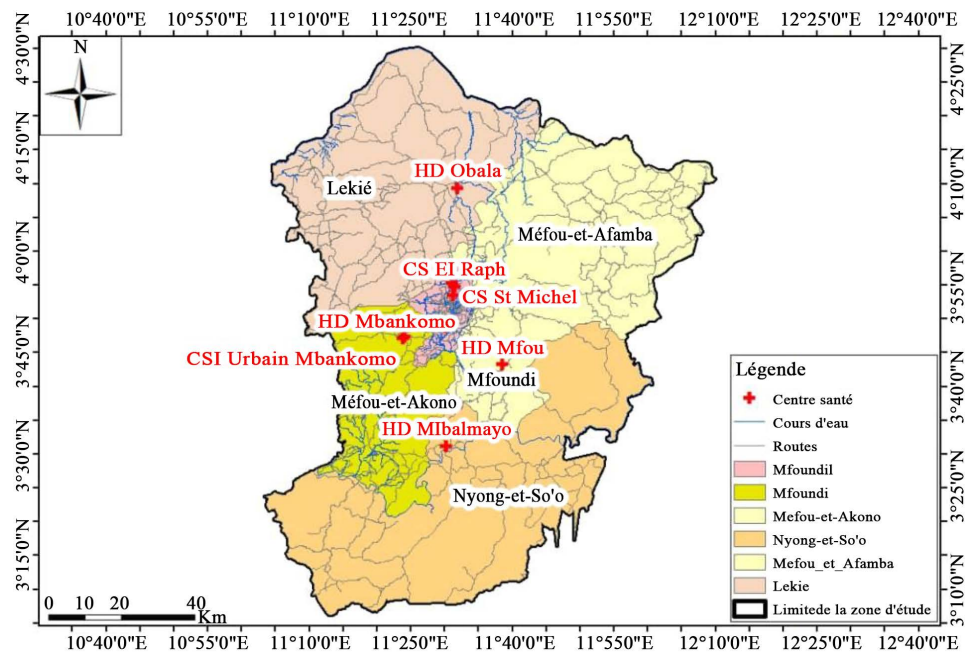 10°40'0"E 10°55'0"E 11°10'0"E 11°25'0"E 11°40'0"E 11°55'0"E 12°10'0"E 12°25'0"E 12°40'0"E
N
4°30'0"N
4°15'0"N
4°0'0"N
3°45'0"N
3°30'0"N
3°15'0"N
4°25'0"N
4°10'0"N
3°55'0"N
3°40'0"N
3°25'0"N
3°10'0"N
HD Obala
Lekié
Méfou-et-Afamba
CS EI Raph
CS St Michel
HD Mbankomo
HD Mfou
CSI Urbain Mbankomo
Mfoundi
Méfou-et-Akono
HD MIbalmayo
Nyong-et-So'o
Légende
Centre santé
Cours d'eau
Routes
Mfoundil
Mfoundi
Mefou-et-Akono
Nyong-et-So'o
Mefou_et_Afamba
Lekie
Limitede la zone d'étude
0 10 20 40
Km
10°40'0"E 10°55'0"E 11°10'0"E 11°25'0"E 11°40'0"E 11°55'0"E 12°10'0"E 12°25'0"E 12°40'0"E